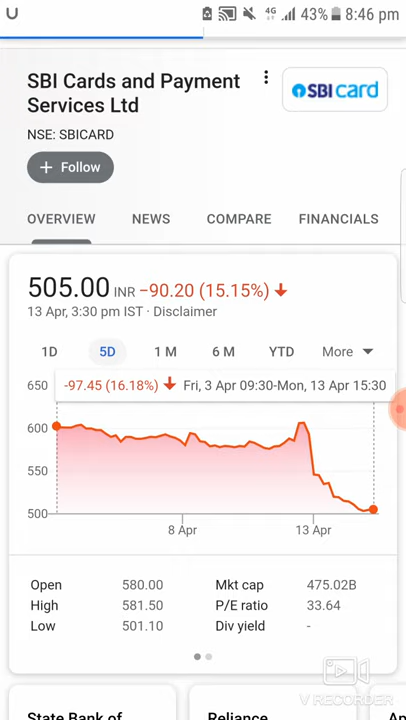 4G 43% 8:46 pm
SBI Cards and Payment
Services Ltd
SBI card
NSE: SBICARD
+ Follow
OVERVIEW NEWS COMPARE FINANCIALS
505.00 INR −90.20 (15.15%)
13 Apr, 3:30 pm IST · Disclaimer
1D 5D 1 M 6 M YTD More
-97.45 (16.18%) Fri, 3 Apr 09:30-Mon, 13 Apr 15:30
650
600
550
500
8 Apr 13 Apr
Open 580.00 Mkt cap 475.02B
High 581.50 P/E ratio 33.64
Low 501.10 Div yield -
V RECORDER
State Bank of Reliance